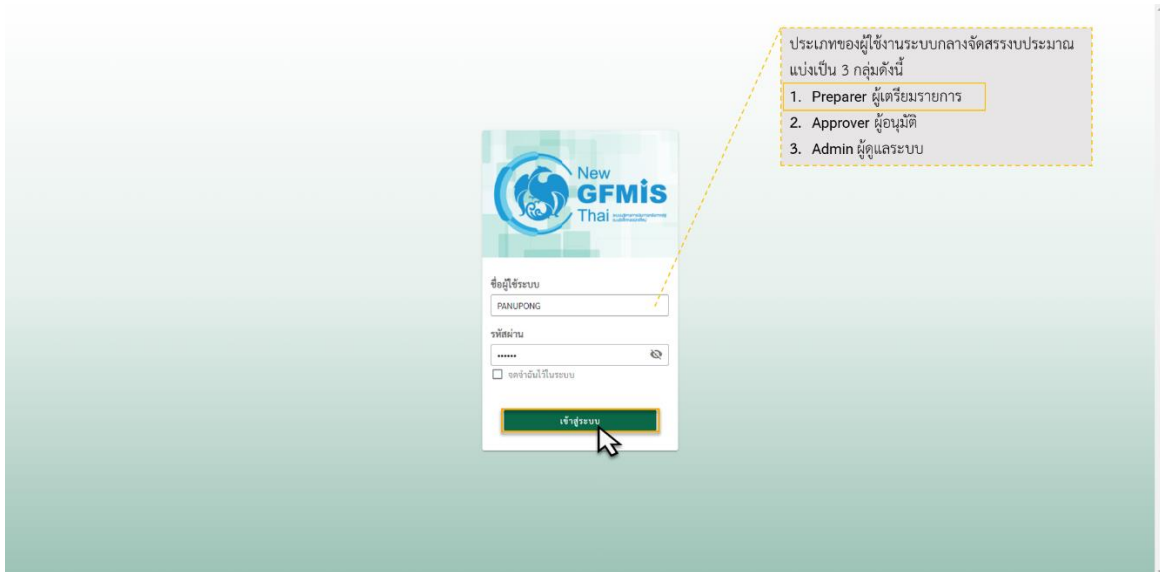 ประเภทของผู้ใช้งานระบบกลางจัดสรรงบประมาณ
แบ่งเป็น 3 กลุ่มดังนี้
1. Preparer ผู้เตรียมรายการ
2. Approver ผู้อนุมัติ
3. Admin ผู้ดูแลระบบ
New
GFMiS
Thai
ชื่อผู้ใช้ระบบ
PANUPONG
รหัสผ่าน
••••••
จดจำฉันไว้ในระบบ
เข้าสู่ระบบ